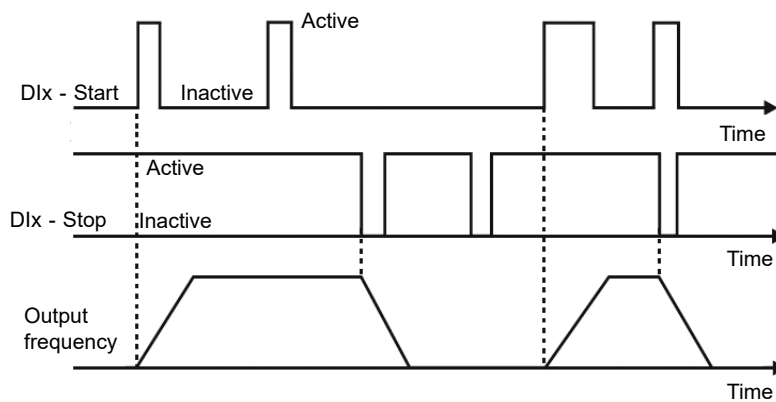 Active
DIx - Start
Inactive
Time
Active
DIx - Stop
Inactive
Time
Output
frequency
Time